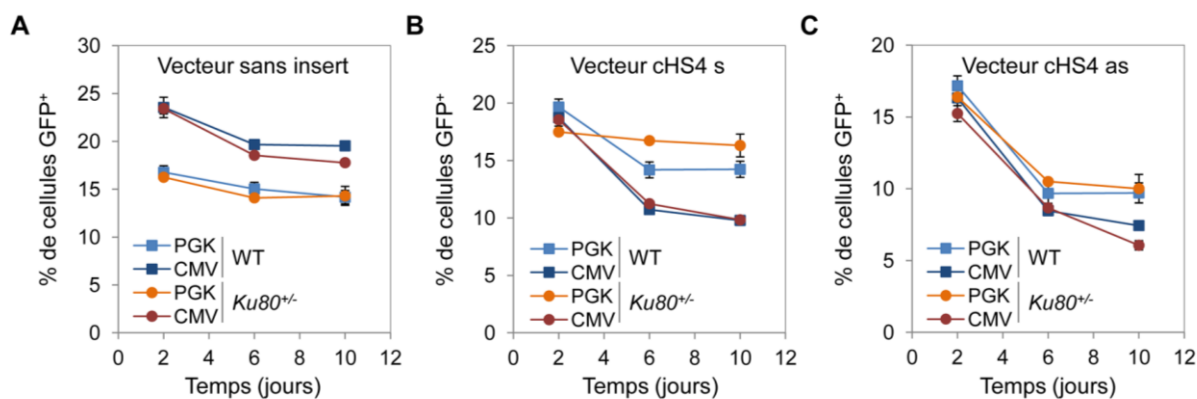 A
Vecteur sans insert
% de cellules GFP+
30
25
20
15
10
5
0
PGK
CMV
WT
PGK
CMV
Ku80+/-
0 2 4 6 8 10 12
Temps (jours)
B
Vecteur cHS4 s
% de cellules GFP+
25
20
15
10
5
0
PGK
CMV
WT
PGK
CMV
Ku80+/-
0 2 4 6 8 10 12
Temps (jours)
C
Vecteur cHS4 as
% de cellules GFP+
20
15
10
5
0
PGK
CMV
WT
PGK
CMV
Ku80+/-
0 2 4 6 8 10 12
Temps (jours)